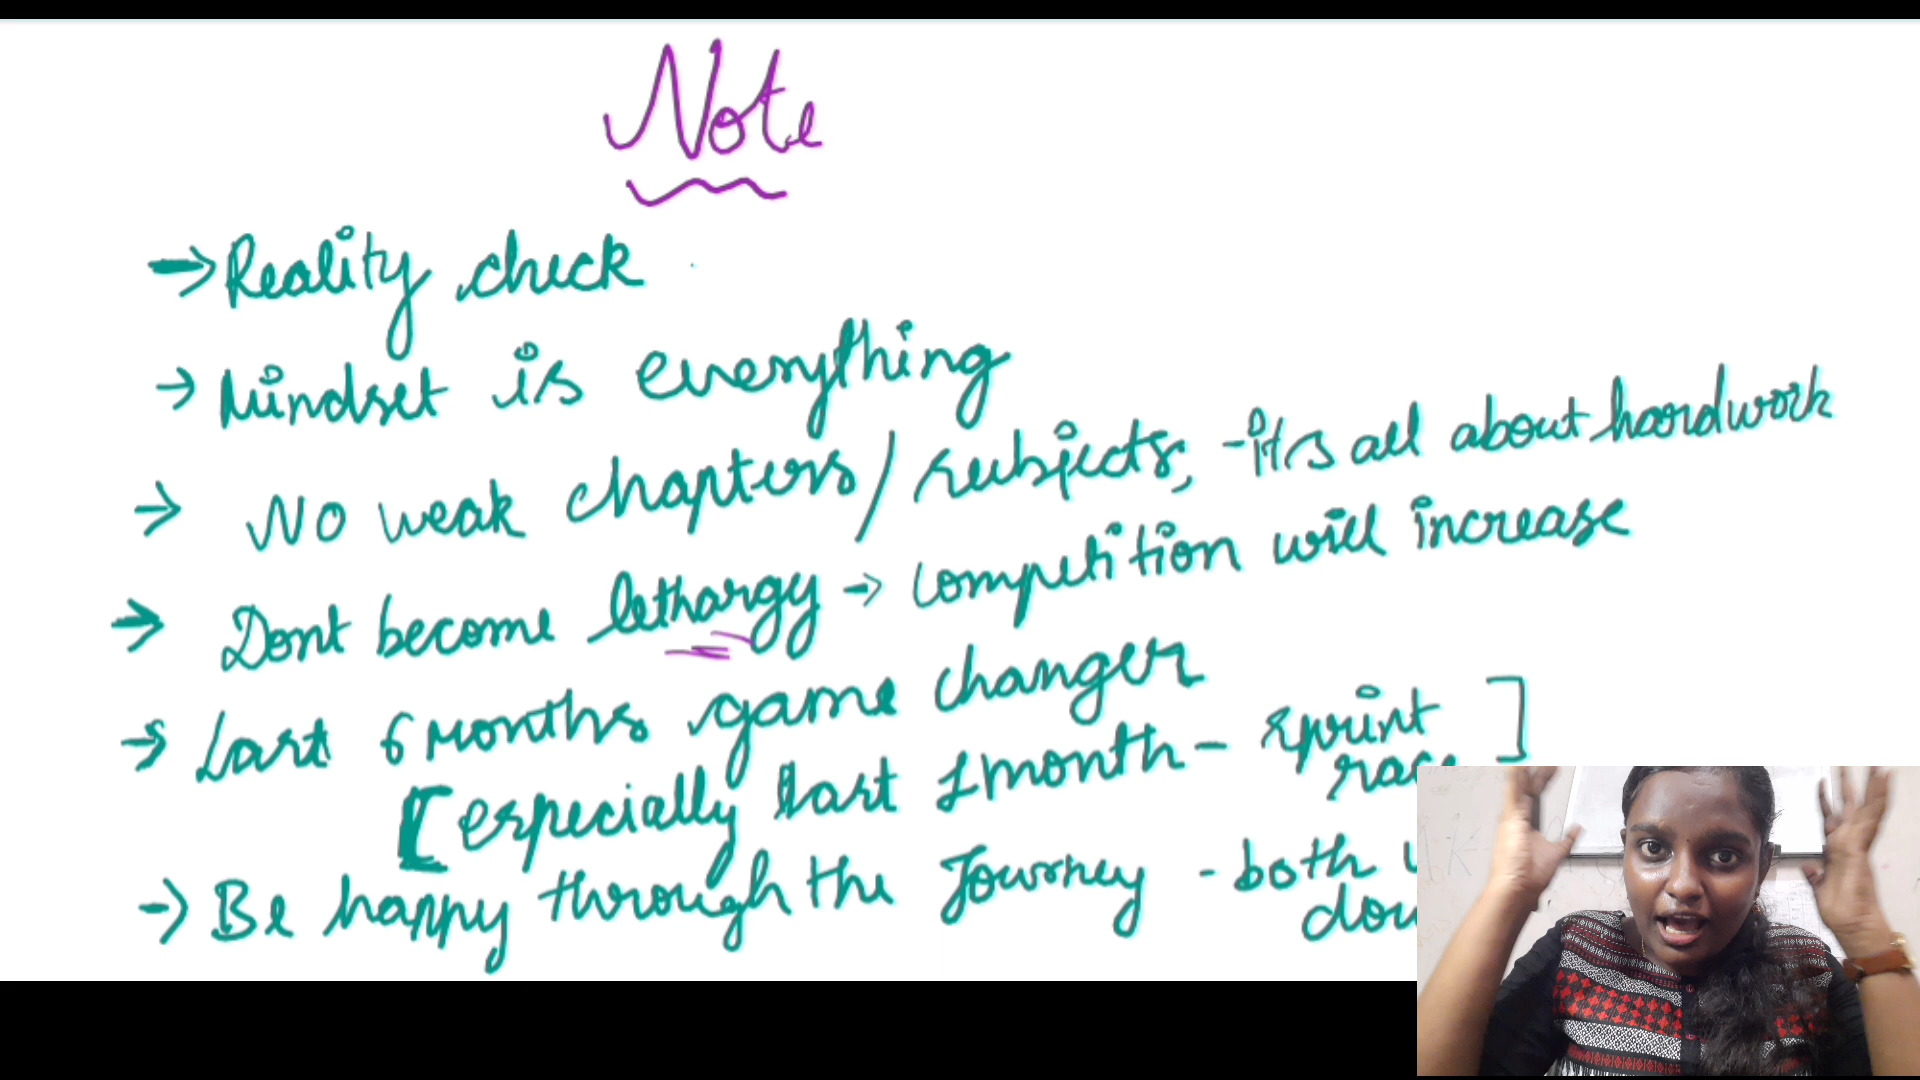 Note
→ Reality check
→ Mindset is everything
→ No weak chapters / subjects, - it's all about hardwork
→ Dont become lethargy → competition will increase
→ Last 6 months game changer
[especially last 1 month - sprint race]
→ Be happy through the Journey - both